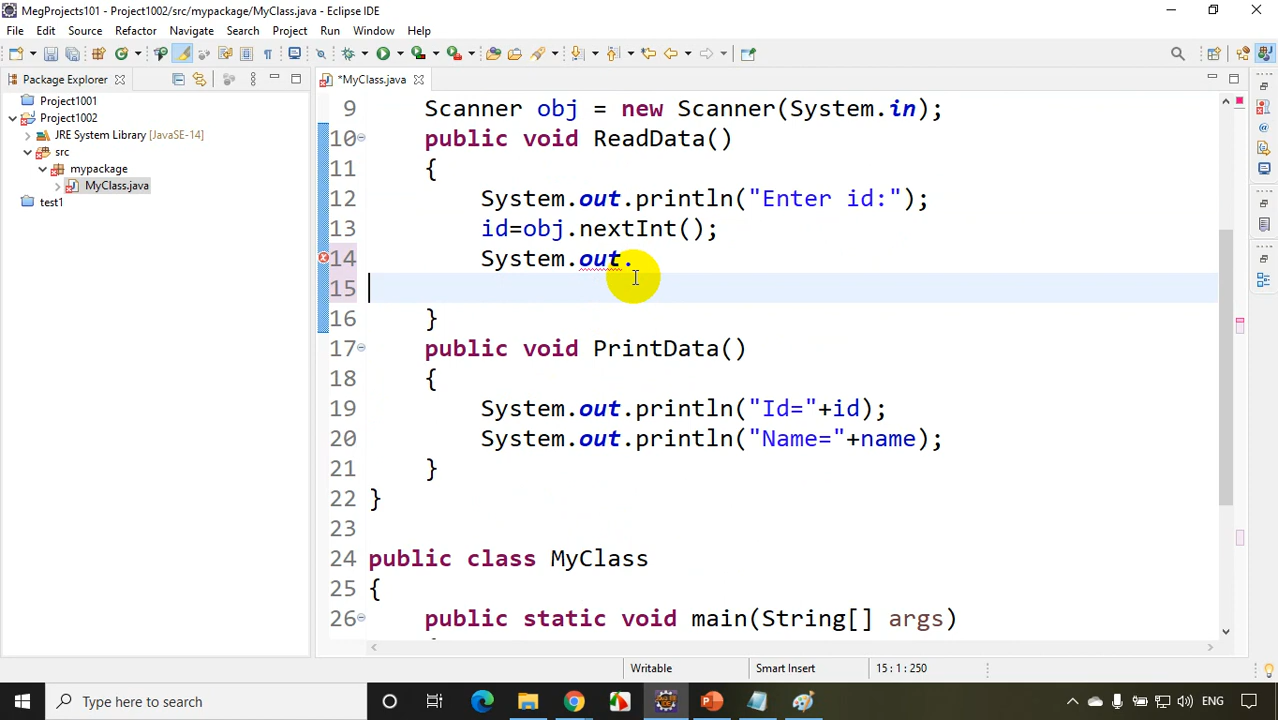 MegProjects101 - Project1002/src/mypackage/MyClass.java - Eclipse IDE
File Edit Source Refactor Navigate Search Project Run Window Help
Package Explorer
*MyClass.java
Project1001
Project1002
JRE System Library [JavaSE-14]
src
mypackage
MyClass.java
test1
9 Scanner obj = new Scanner(System.in);
10 public void ReadData()
11 {
12 System.out.println("Enter id:");
13 id=obj.nextInt();
14 System.out.
15
16 }
17 public void PrintData()
18 {
19 System.out.println("Id="+id);
20 System.out.println("Name="+name);
21 }
22 }
23
24 public class MyClass
25 {
26 public static void main(String[] args)
Writable Smart Insert 15 : 1 : 250
Type here to search
ENG